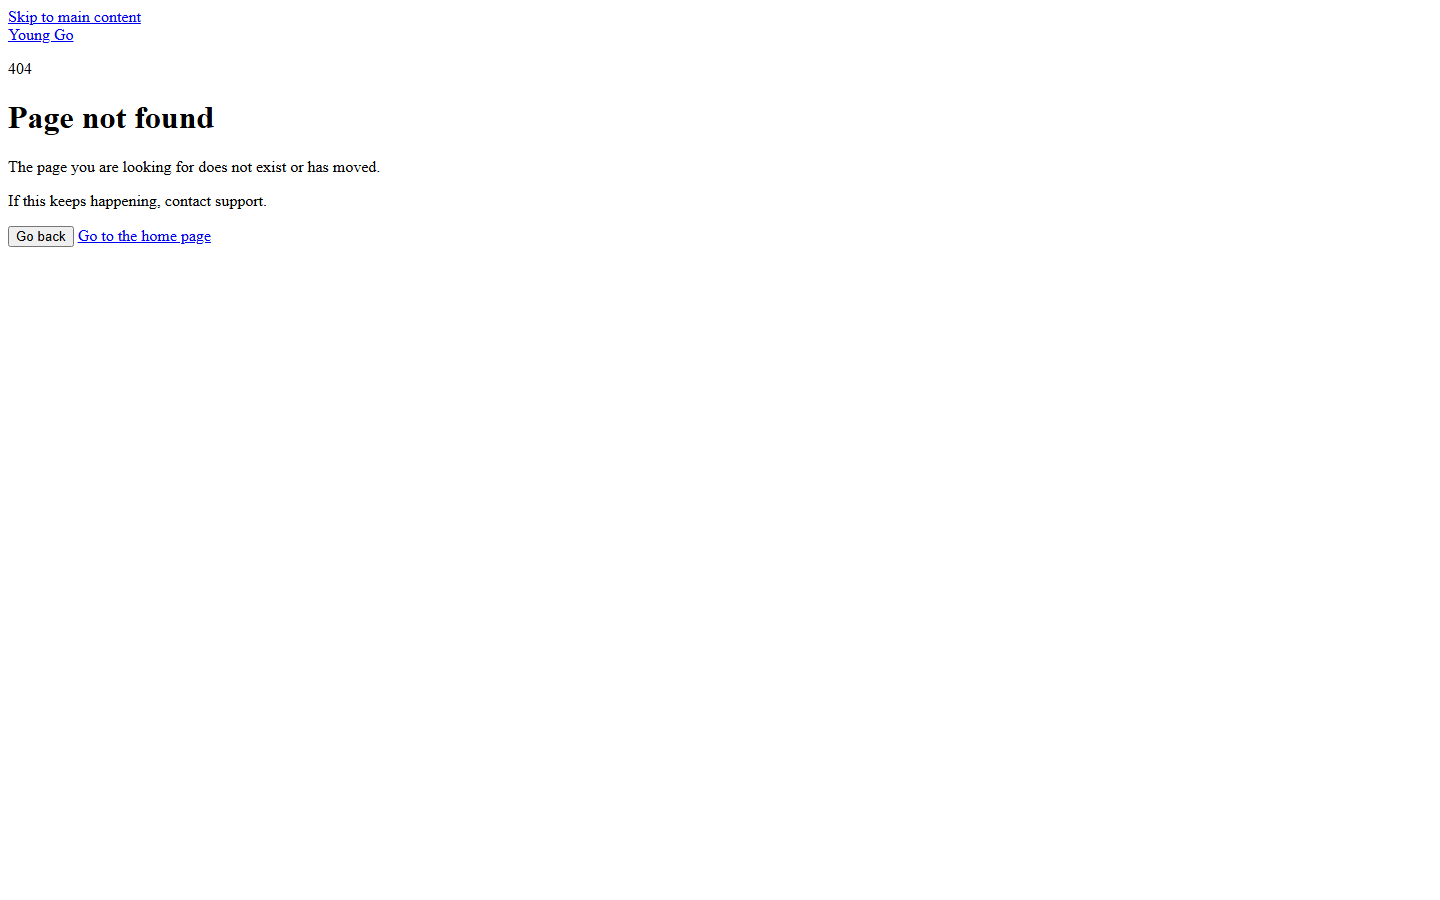 Skip to main content
Young Go
404
Page not found
The page you are looking for does not exist or has moved.
If this keeps happening, contact support.
Go back Go to the home page